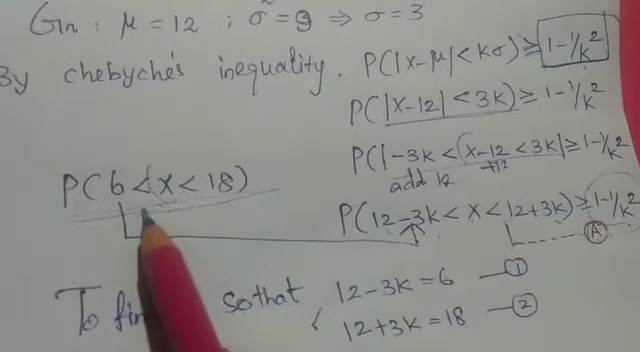 Gn: μ = 12 ; σ² = 9 ⇒ σ = 3
By chebyche's inequality. P(|x-μ| < kσ) ≥ 1-1/k²
P(|x-12| < 3k) ≥ 1-1/k²
P(|-3k < (x-12 < 3k| ≥ 1-1/k²
add 12 +12
P(6 < x < 18)
P(12-3k < x < 12+3k) ≥ 1-1/k²
A
To so that 12-3k = 6 — ①
12+3k = 18 — ②